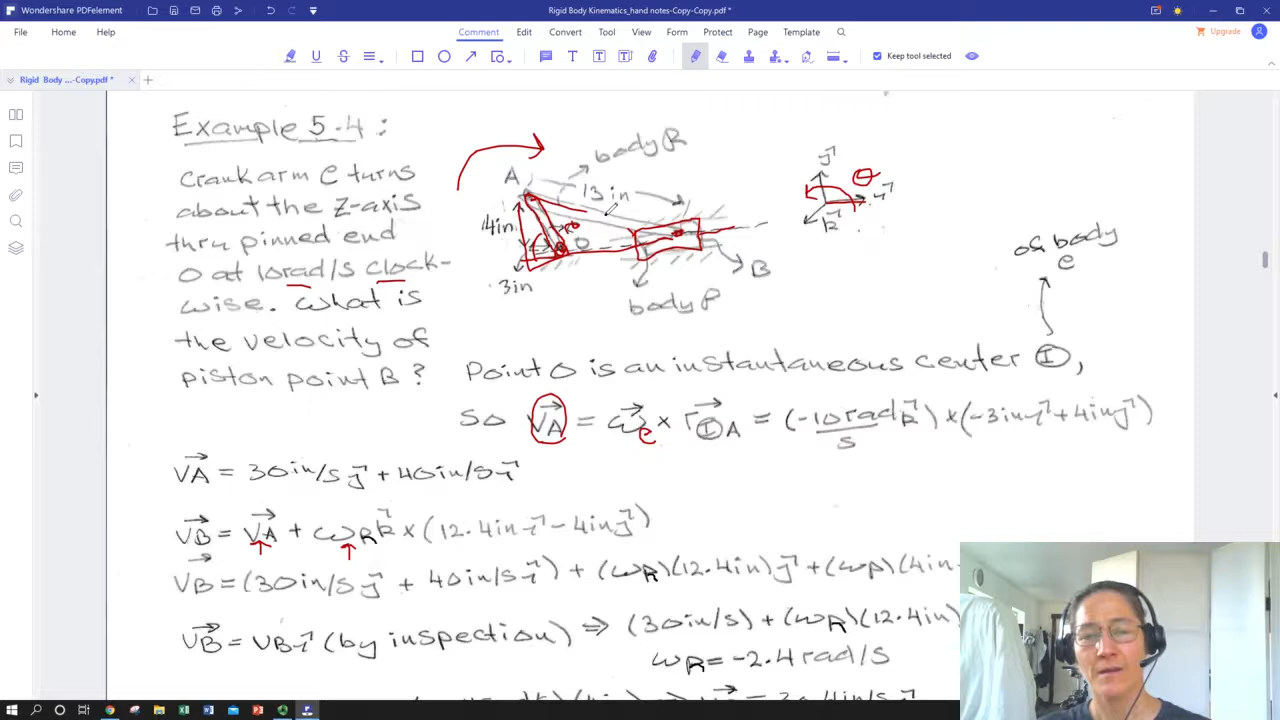 Wondershare PDFelement
Rigid Body Kinematics_hand notes-Copy-Copy.pdf *
File
Home
Comment
Edit
Convert
Tool
View
Form
Protect
Page
Template
Upgrade
Keep tool selected
Rigid Body ...-Copy.pdf *
Example 5.4:
Crank arm C turns
about the z-axis
thru pinned end
O at 10rad/s clock-
wise. What is
the velocity of
piston point B?
A
body R
13 in
4in
O
3in
B
body P
j
i
k
θ
of body
C
Point O is an instantaneous center I,
so VA = ωC × rIA = (-10rad/s k) × (-3in i + 4in j)
VA = 30in/s j + 40in/s i
VB = VA + ωR k × (12.4in i - 4in j)
VB = (30in/s j + 40in/s i) + (ωR)(12.4in) j + (ωR)(4in
VB = VB i (by inspection) ⇒ (30in/s) + (ωR)(12.4in)
ωR = -2.4 rad/s